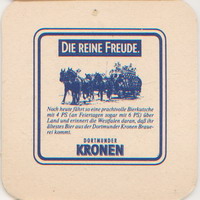 DIE REINE FREUDE.
Noch heute fährt so eine prachtvolle Bierkutsche
mit 4 PS (an Feiertagen sogar mit 6 PS) über
Land und erinnert die Westfalen daran, daß ihr
ältestes Bier aus der Dortmunder Kronen Braue-
rei kommt.
DORTMUNDER
KRONEN